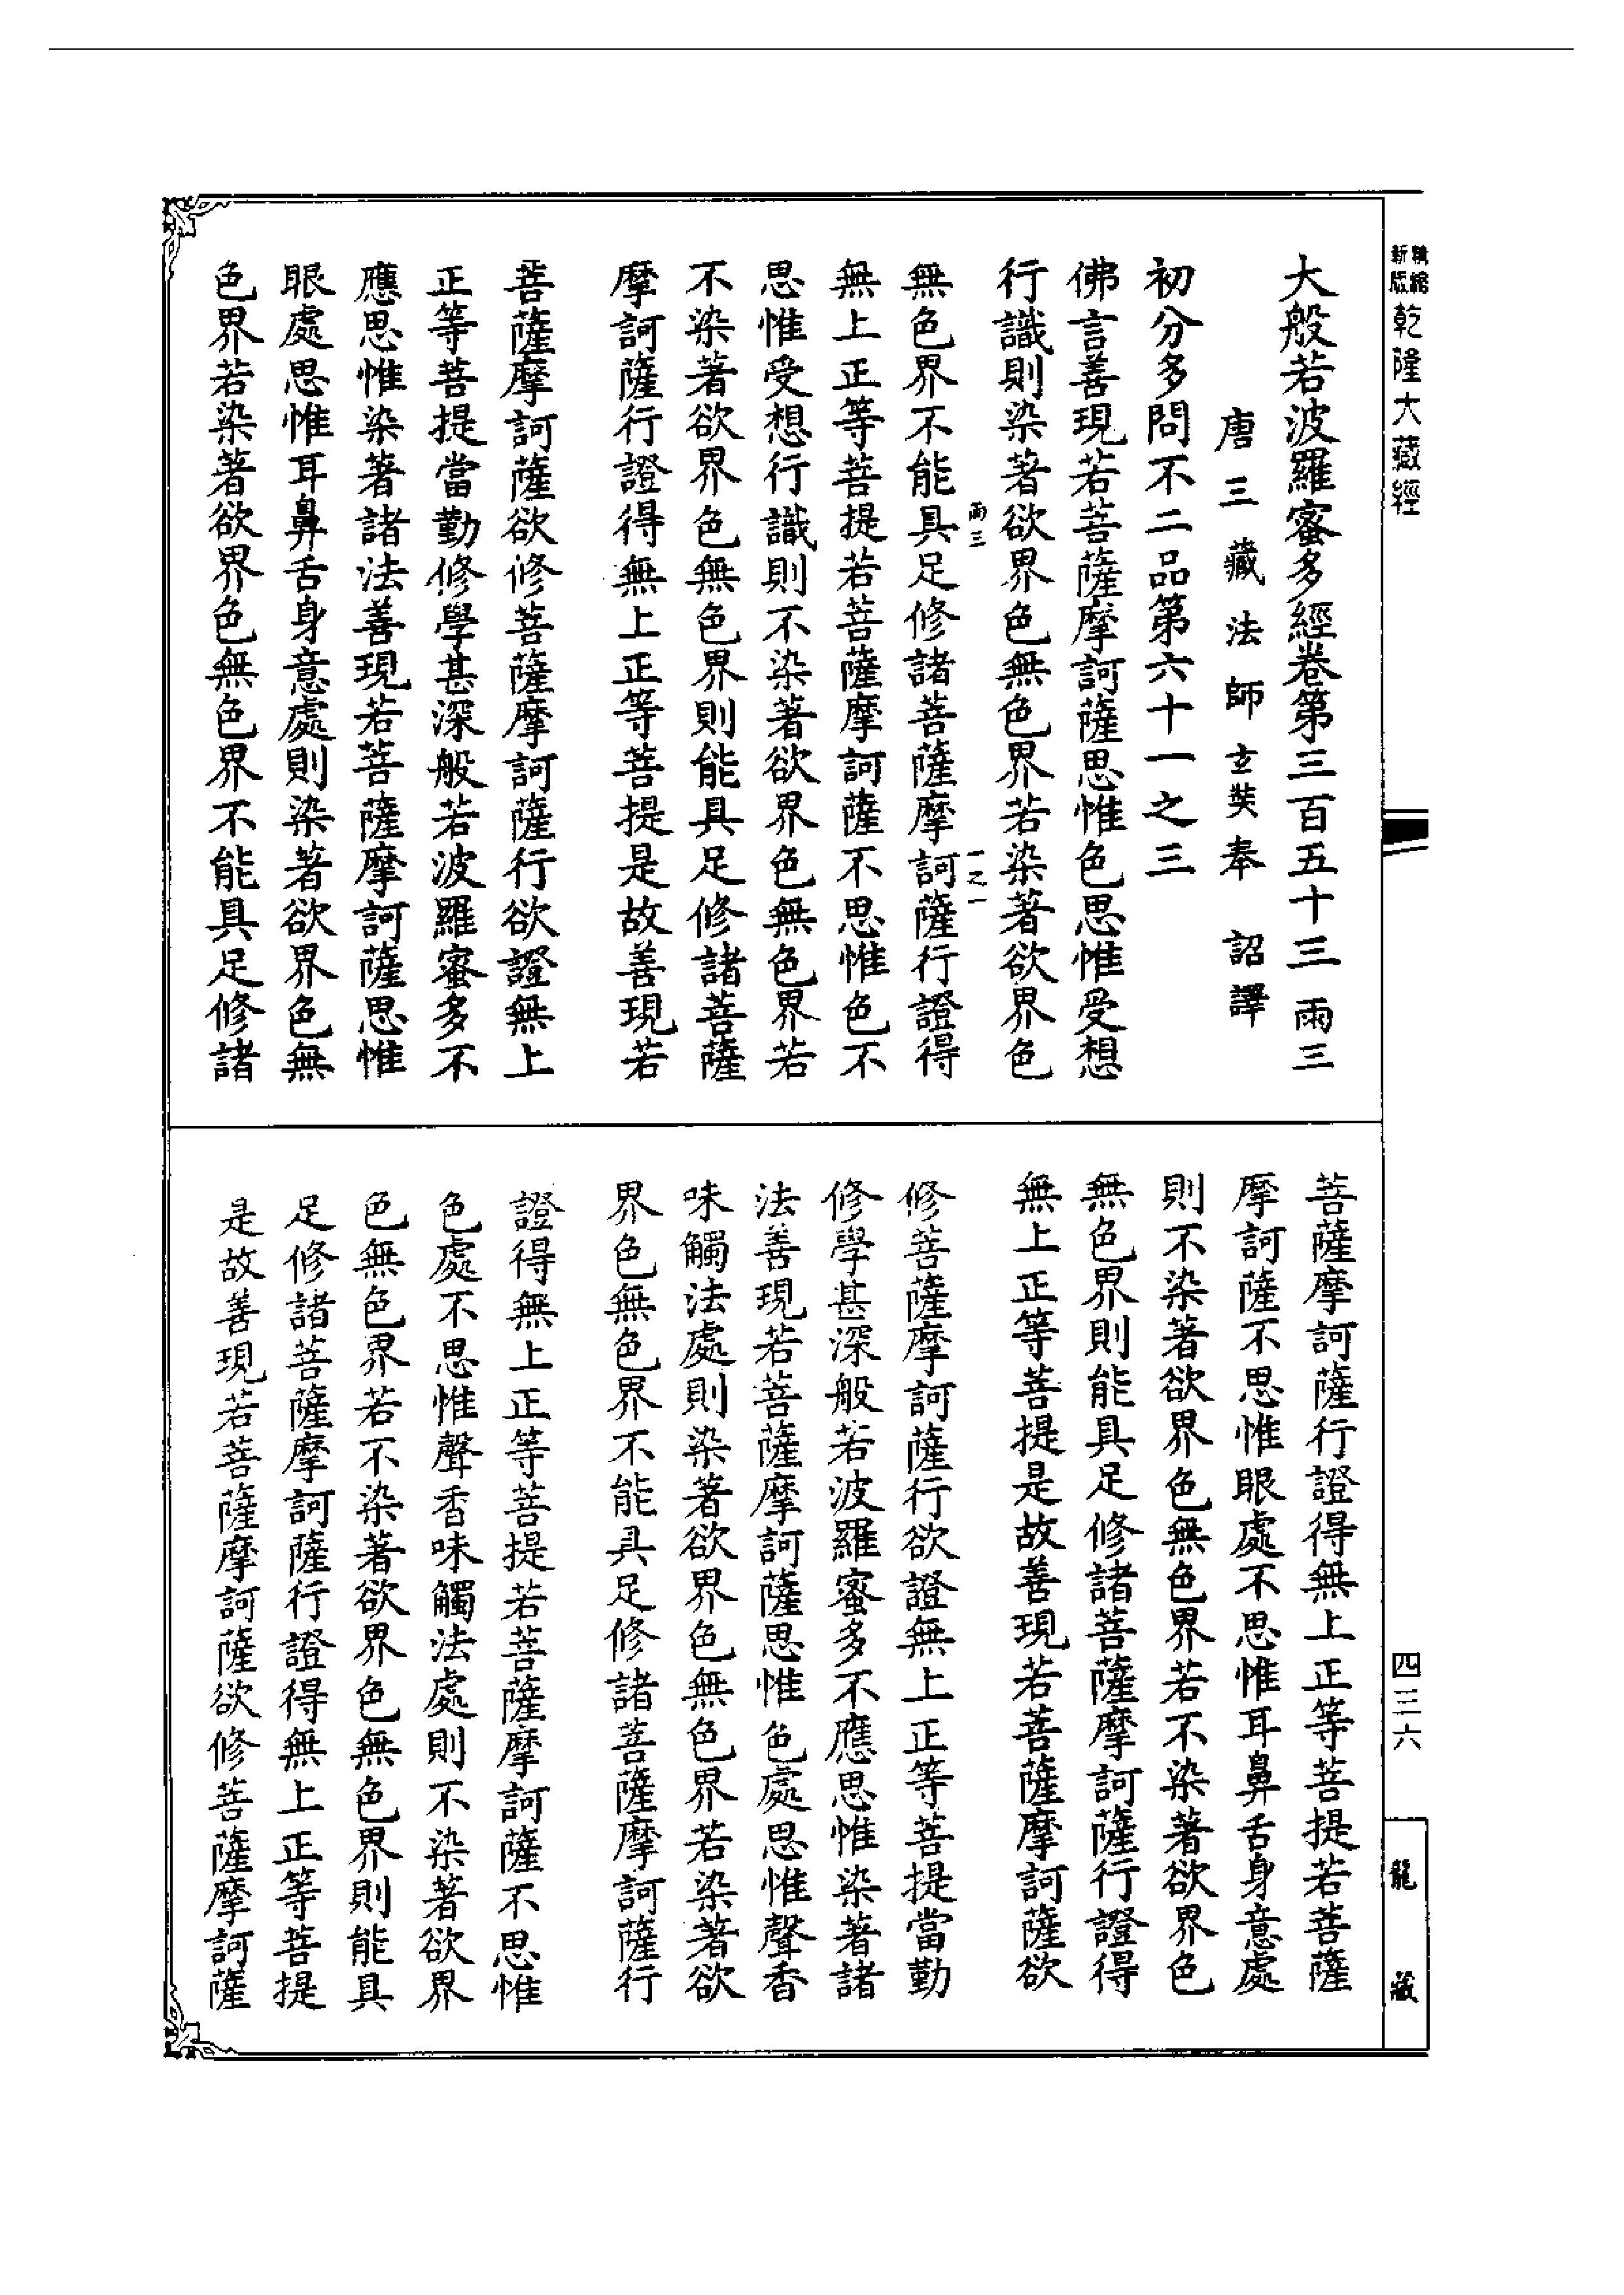 精縮新版乾隆大藏經
大般若波羅蜜多經卷第三百五十三 雨三
唐三藏法師玄奘奉 詔譯
初分多問不二品第六十一之三
佛言善現若菩薩摩訶薩思惟色思惟受想
行識則染著欲界色無色界若染著欲界色
雨三 一之一
無色界不能具足修諸菩薩摩訶薩行證得
無上正等菩提若菩薩摩訶薩不思惟色不
思惟受想行識則不染著欲界色無色界若
不染著欲界色無色界則能具足修諸菩薩
摩訶薩行證得無上正等菩提是故善現若
菩薩摩訶薩欲修菩薩摩訶薩行欲證無上
正等菩提當勤修學甚深般若波羅蜜多不
應思惟染著諸法善現若菩薩摩訶薩思惟
眼處思惟耳鼻舌身意處則染著欲界色無
色界若染著欲界色無色界不能具足修諸
菩薩摩訶薩行證得無上正等菩提若菩薩
摩訶薩不思惟眼處不思惟耳鼻舌身意處
則不染著欲界色無色界若不染著欲界色
無色界則能具足修諸菩薩摩訶薩行證得
無上正等菩提是故善現若菩薩摩訶薩欲
修菩薩摩訶薩行欲證無上正等菩提當勤
修學甚深般若波羅蜜多不應思惟染著諸
法善現若菩薩摩訶薩思惟色處思惟聲香
味觸法處則染著欲界色無色界若染著欲
界色無色界不能具足修諸菩薩摩訶薩行
證得無上正等菩提若菩薩摩訶薩不思惟
色處不思惟聲香味觸法處則不染著欲界
色無色界若不染著欲界色無色界則能具
足修諸菩薩摩訶薩行證得無上正等菩提
是故善現若菩薩摩訶薩欲修菩薩摩訶薩
四三六
龍藏